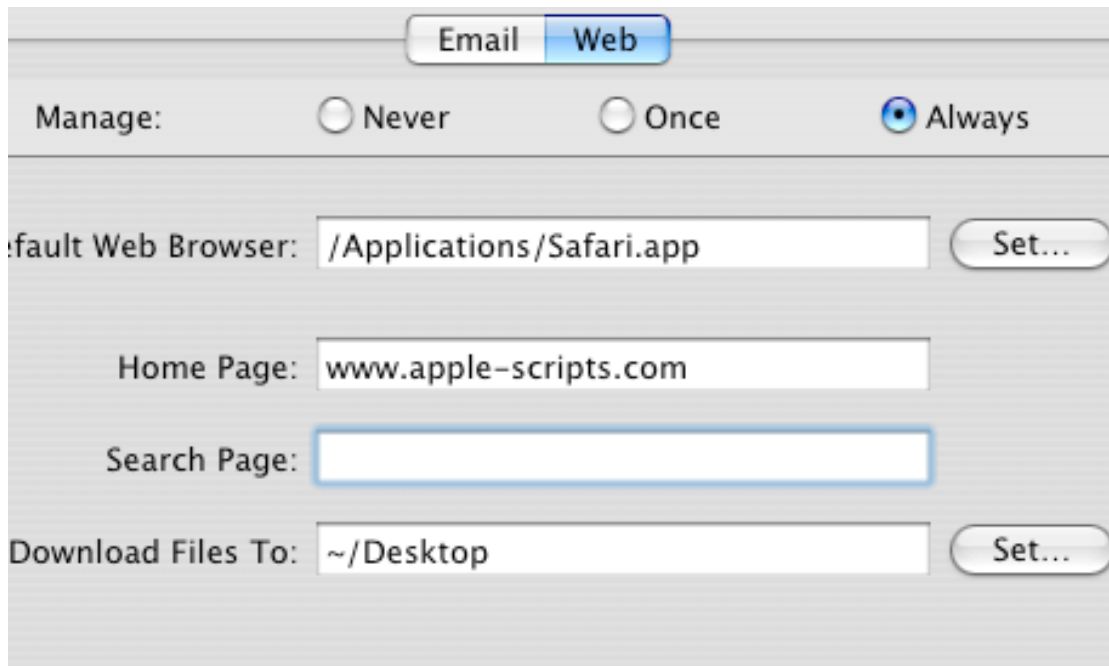 Email Web
Manage: Never Once Always
efault Web Browser: /Applications/Safari.app Set...
Home Page: www.apple-scripts.com
Search Page:
Download Files To: ~/Desktop Set...